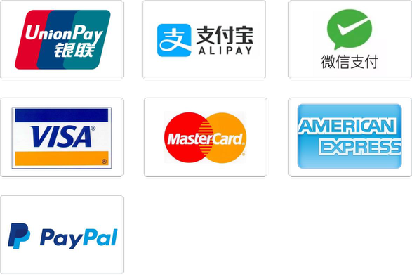 UnionPay
银联
支付宝
ALIPAY
微信支付
VISA
MasterCard
AMERICAN
EXPRESS
PayPal